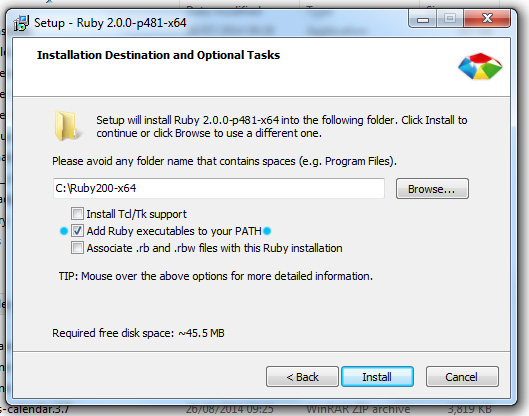 Setup - Ruby 2.0.0-p481-x64
Installation Destination and Optional Tasks
Setup will install Ruby 2.0.0-p481-x64 into the following folder. Click Install to
continue or click Browse to use a different one.
Please avoid any folder name that contains spaces (e.g. Program Files).
C:\Ruby200-x64
Browse...
Install Tcl/Tk support
Add Ruby executables to your PATH
Associate .rb and .rbw files with this Ruby installation
TIP: Mouse over the above options for more detailed information.
Required free disk space: ~45.5 MB
< Back
Install
Cancel
s-calendar.3.7
26/08/2014 09:25
WinRAR ZIP archive
3,819 KB